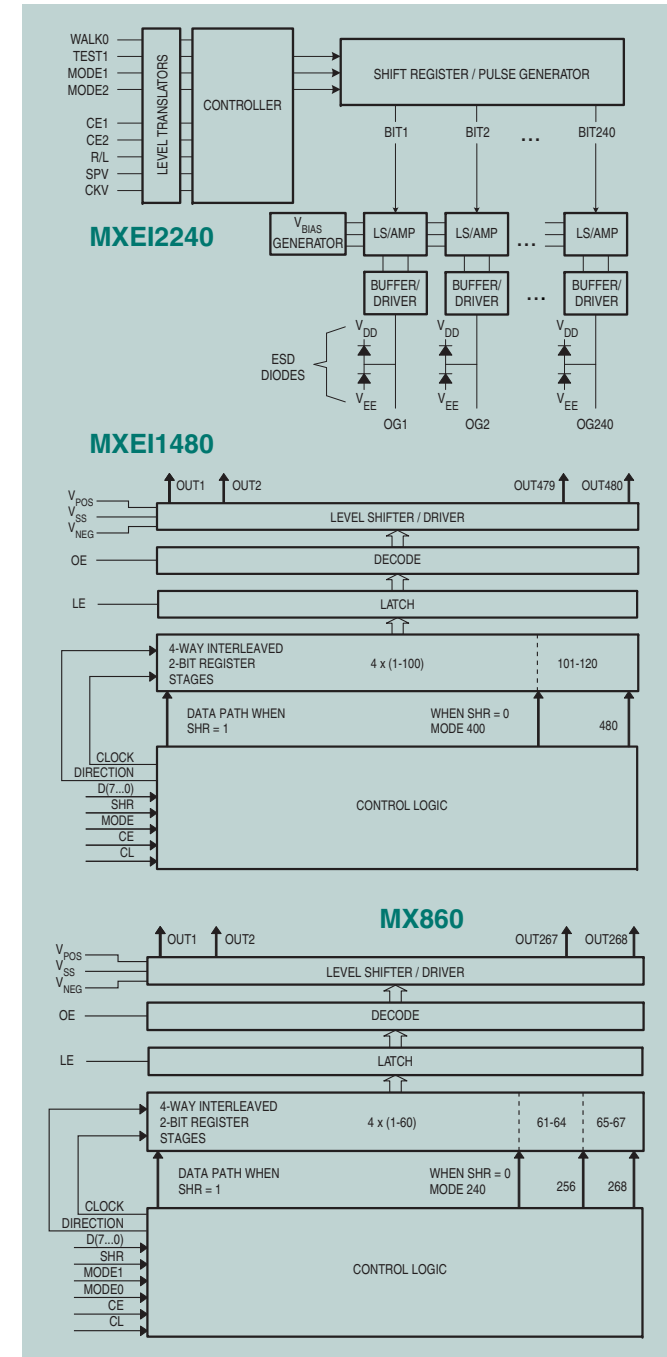 WALK0
TEST1
MODE1
MODE2
CE1
CE2
R/L
SPV
CKV
LEVEL TRANSLATORS
CONTROLLER
SHIFT REGISTER / PULSE GENERATOR
BIT1 BIT2 ... BIT240
MXEI2240
VBIAS
GENERATOR
LS/AMP LS/AMP ... LS/AMP
BUFFER/
DRIVER
BUFFER/
DRIVER
...
BUFFER/
DRIVER
VDD VDD VDD
ESD
DIODES
VEE VEE VEE
OG1 OG2 OG240
MXEI1480
OUT1 OUT2 OUT479 OUT480
VPOS
VSS
VNEG
LEVEL SHIFTER / DRIVER
OE DECODE
LE LATCH
4-WAY INTERLEAVED
2-BIT REGISTER
STAGES
4 x (1-100) 101-120
DATA PATH WHEN
SHR = 1
WHEN SHR = 0
MODE 400
480
CLOCK
DIRECTION
D(7...0)
SHR
MODE
CE
CL
CONTROL LOGIC
MX860
OUT1 OUT2 OUT267 OUT268
VPOS
VSS
VNEG
LEVEL SHIFTER / DRIVER
OE DECODE
LE LATCH
4-WAY INTERLEAVED
2-BIT REGISTER
STAGES
4 x (1-60) 61-64 65-67
DATA PATH WHEN
SHR = 1
WHEN SHR = 0
MODE 240
256 268
CLOCK
DIRECTION
D(7...0)
SHR
MODE1
MODE0
CE
CL
CONTROL LOGIC